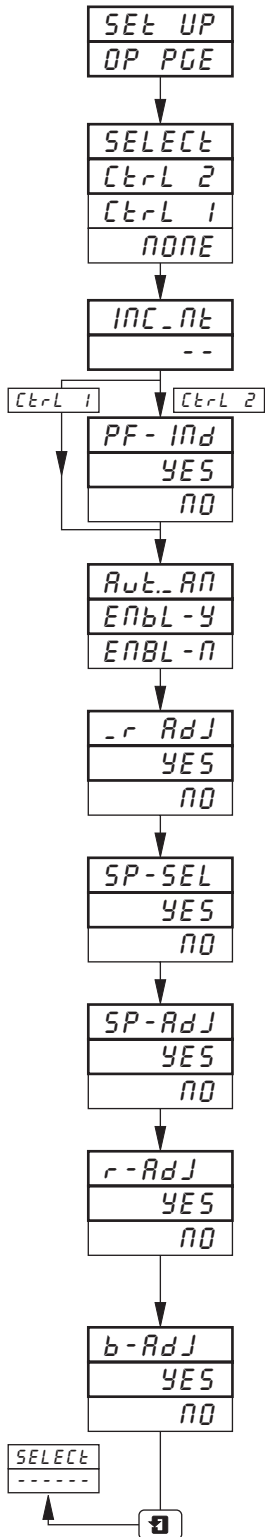 SEt UP
OP PGE
SELECt
CtrL 2
CtrL 1
NONE
INC_Nt
--
CtrL 1
CtrL 2
PF-INd
YES
NO
Aut._AN
ENbL-Y
ENBL-N
_r AdJ
YES
NO
SP-SEL
YES
NO
SP-AdJ
YES
NO
r-AdJ
YES
NO
b-AdJ
YES
NO
SELECt
------